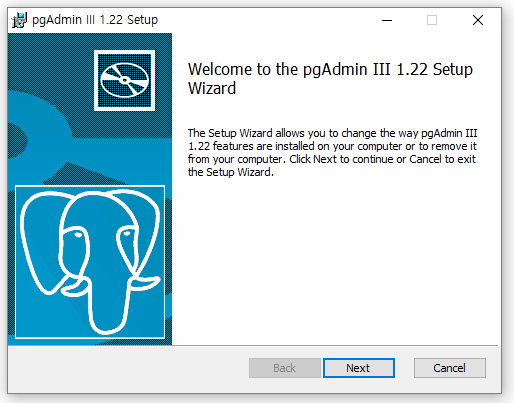 pgAdmin III 1.22 Setup
Welcome to the pgAdmin III 1.22 Setup
Wizard
The Setup Wizard allows you to change the way pgAdmin III
1.22 features are installed on your computer or to remove it
from your computer. Click Next to continue or Cancel to exit
the Setup Wizard.
Back
Next
Cancel